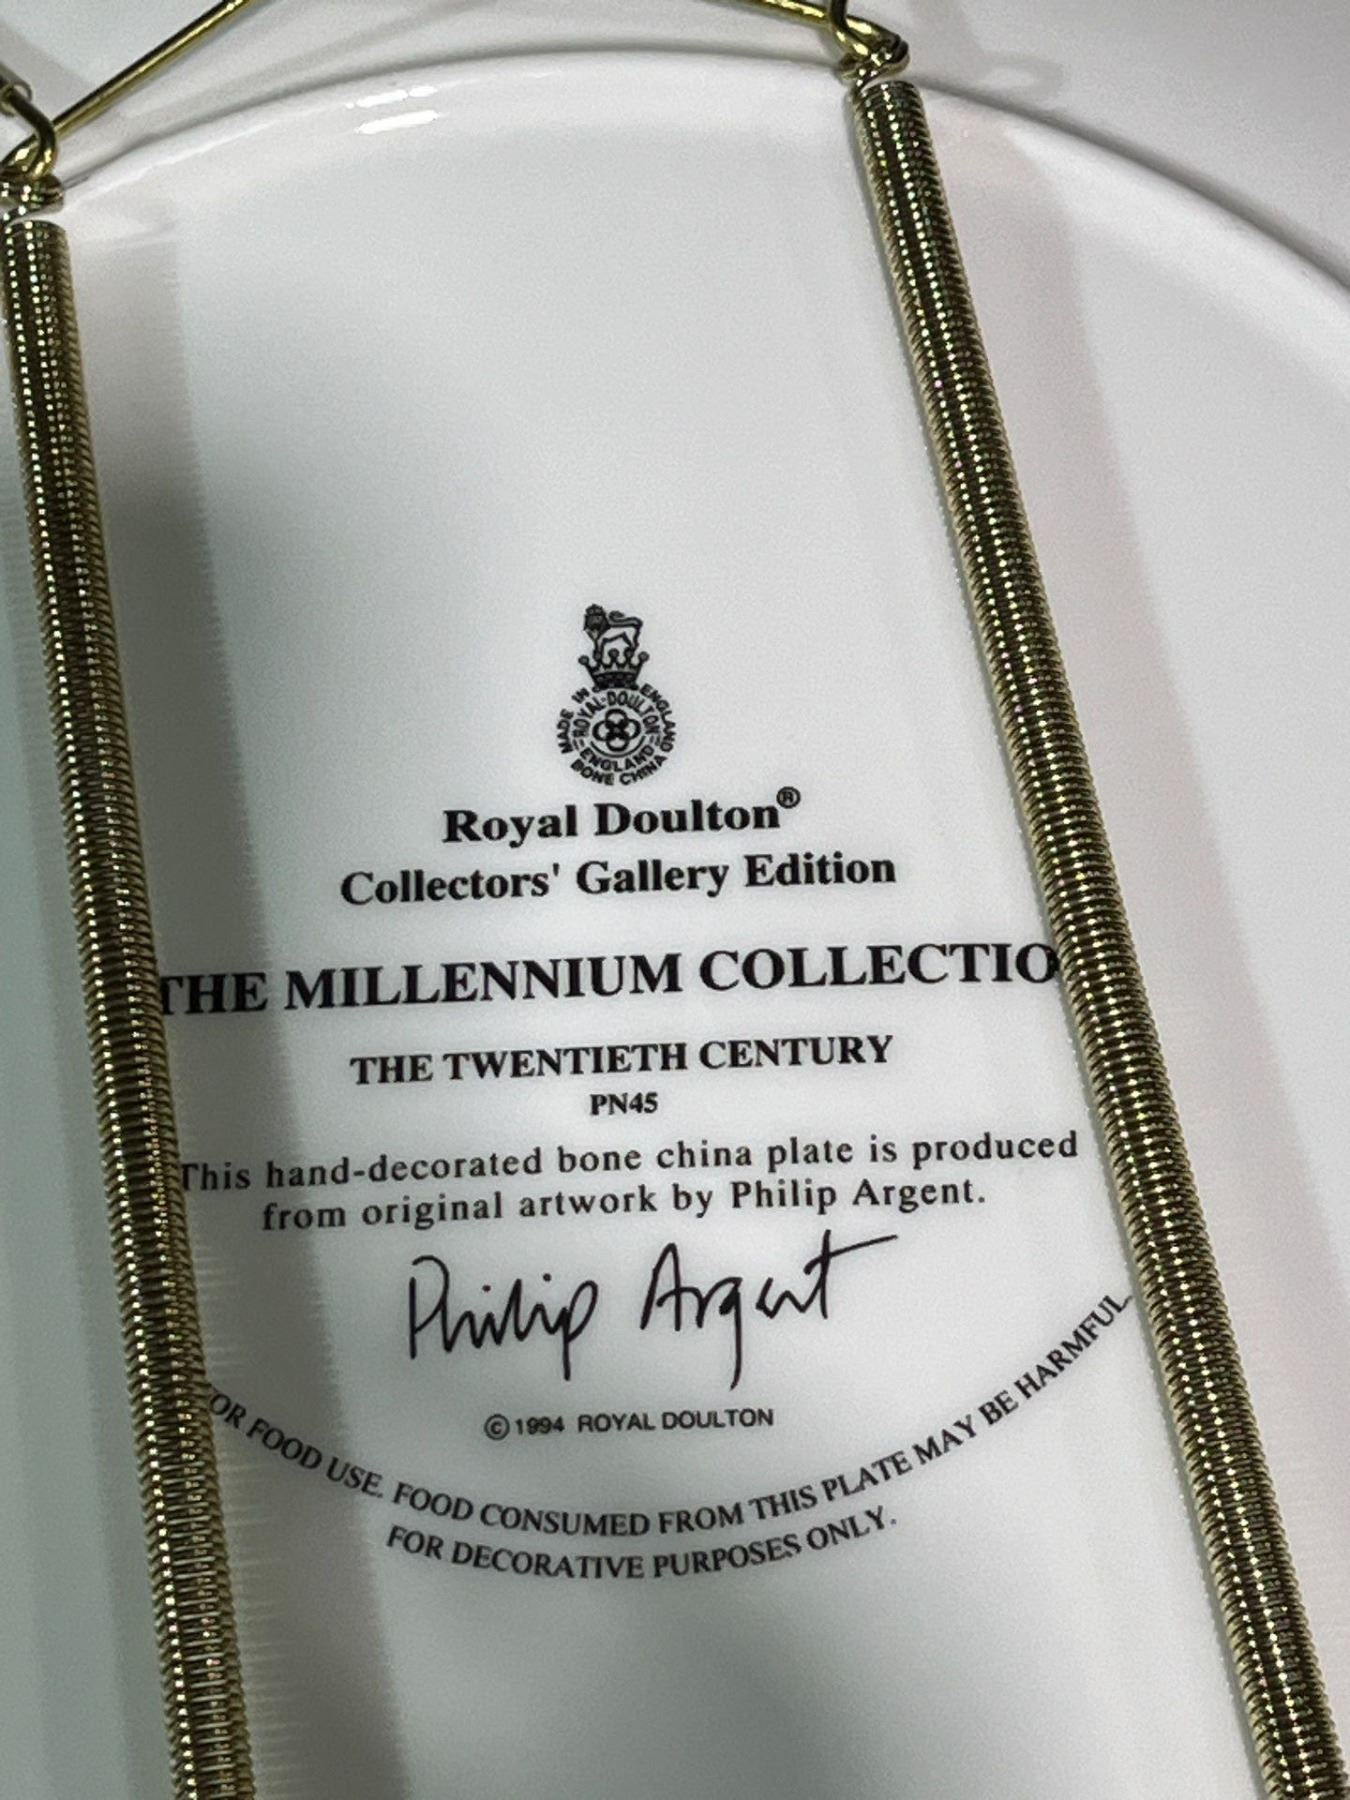 MADE IN ENGLAND
ROYAL-DOULTON
ENGLAND
BONE CHINA
Royal Doulton®
Collectors' Gallery Edition
THE MILLENNIUM COLLECTIO
THE TWENTIETH CENTURY
PN45
This hand-decorated bone china plate is produced
from original artwork by Philip Argent.
Philip Argent
©1994 ROYAL DOULTON
OR FOOD USE. FOOD CONSUMED FROM THIS PLATE MAY BE HARMFUL.
FOR DECORATIVE PURPOSES ONLY.